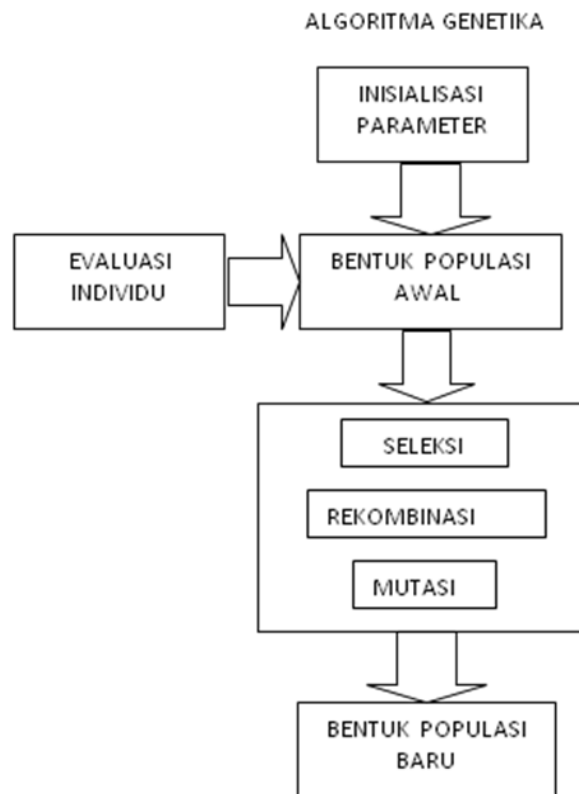 ALGORITMA GENETIKA
INISIALISASI
PARAMETER
EVALUASI
INDIVIDU
BENTUK POPULASI
AWAL
SELEKSI
REKOMBINASI
MUTASI
BENTUK POPULASI
BARU